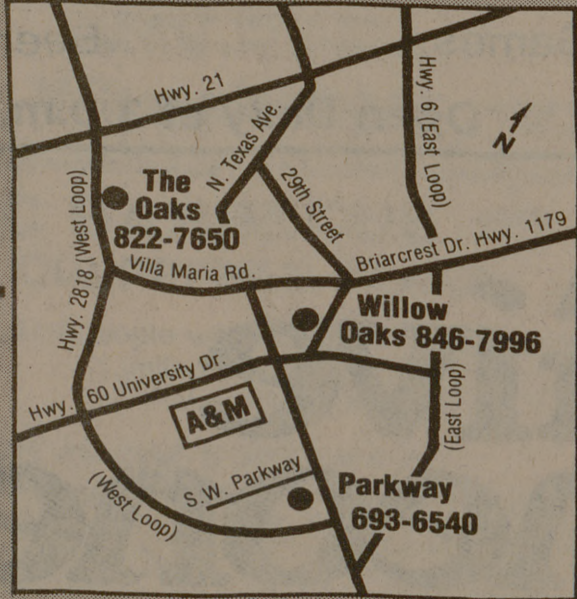 Hwy. 21
Hwy. 6 (East Loop)
N
N. Texas Ave.
29th Street
The
Oaks
822-7650
Hwy. 2818 (West Loop)
Villa Maria Rd.
Briarcrest Dr. Hwy. 1179
Willow
Oaks 846-7996
Hwy. 60 University Dr.
A&M
(East Loop)
(West Loop)
S.W. Parkway
Parkway
693-6540